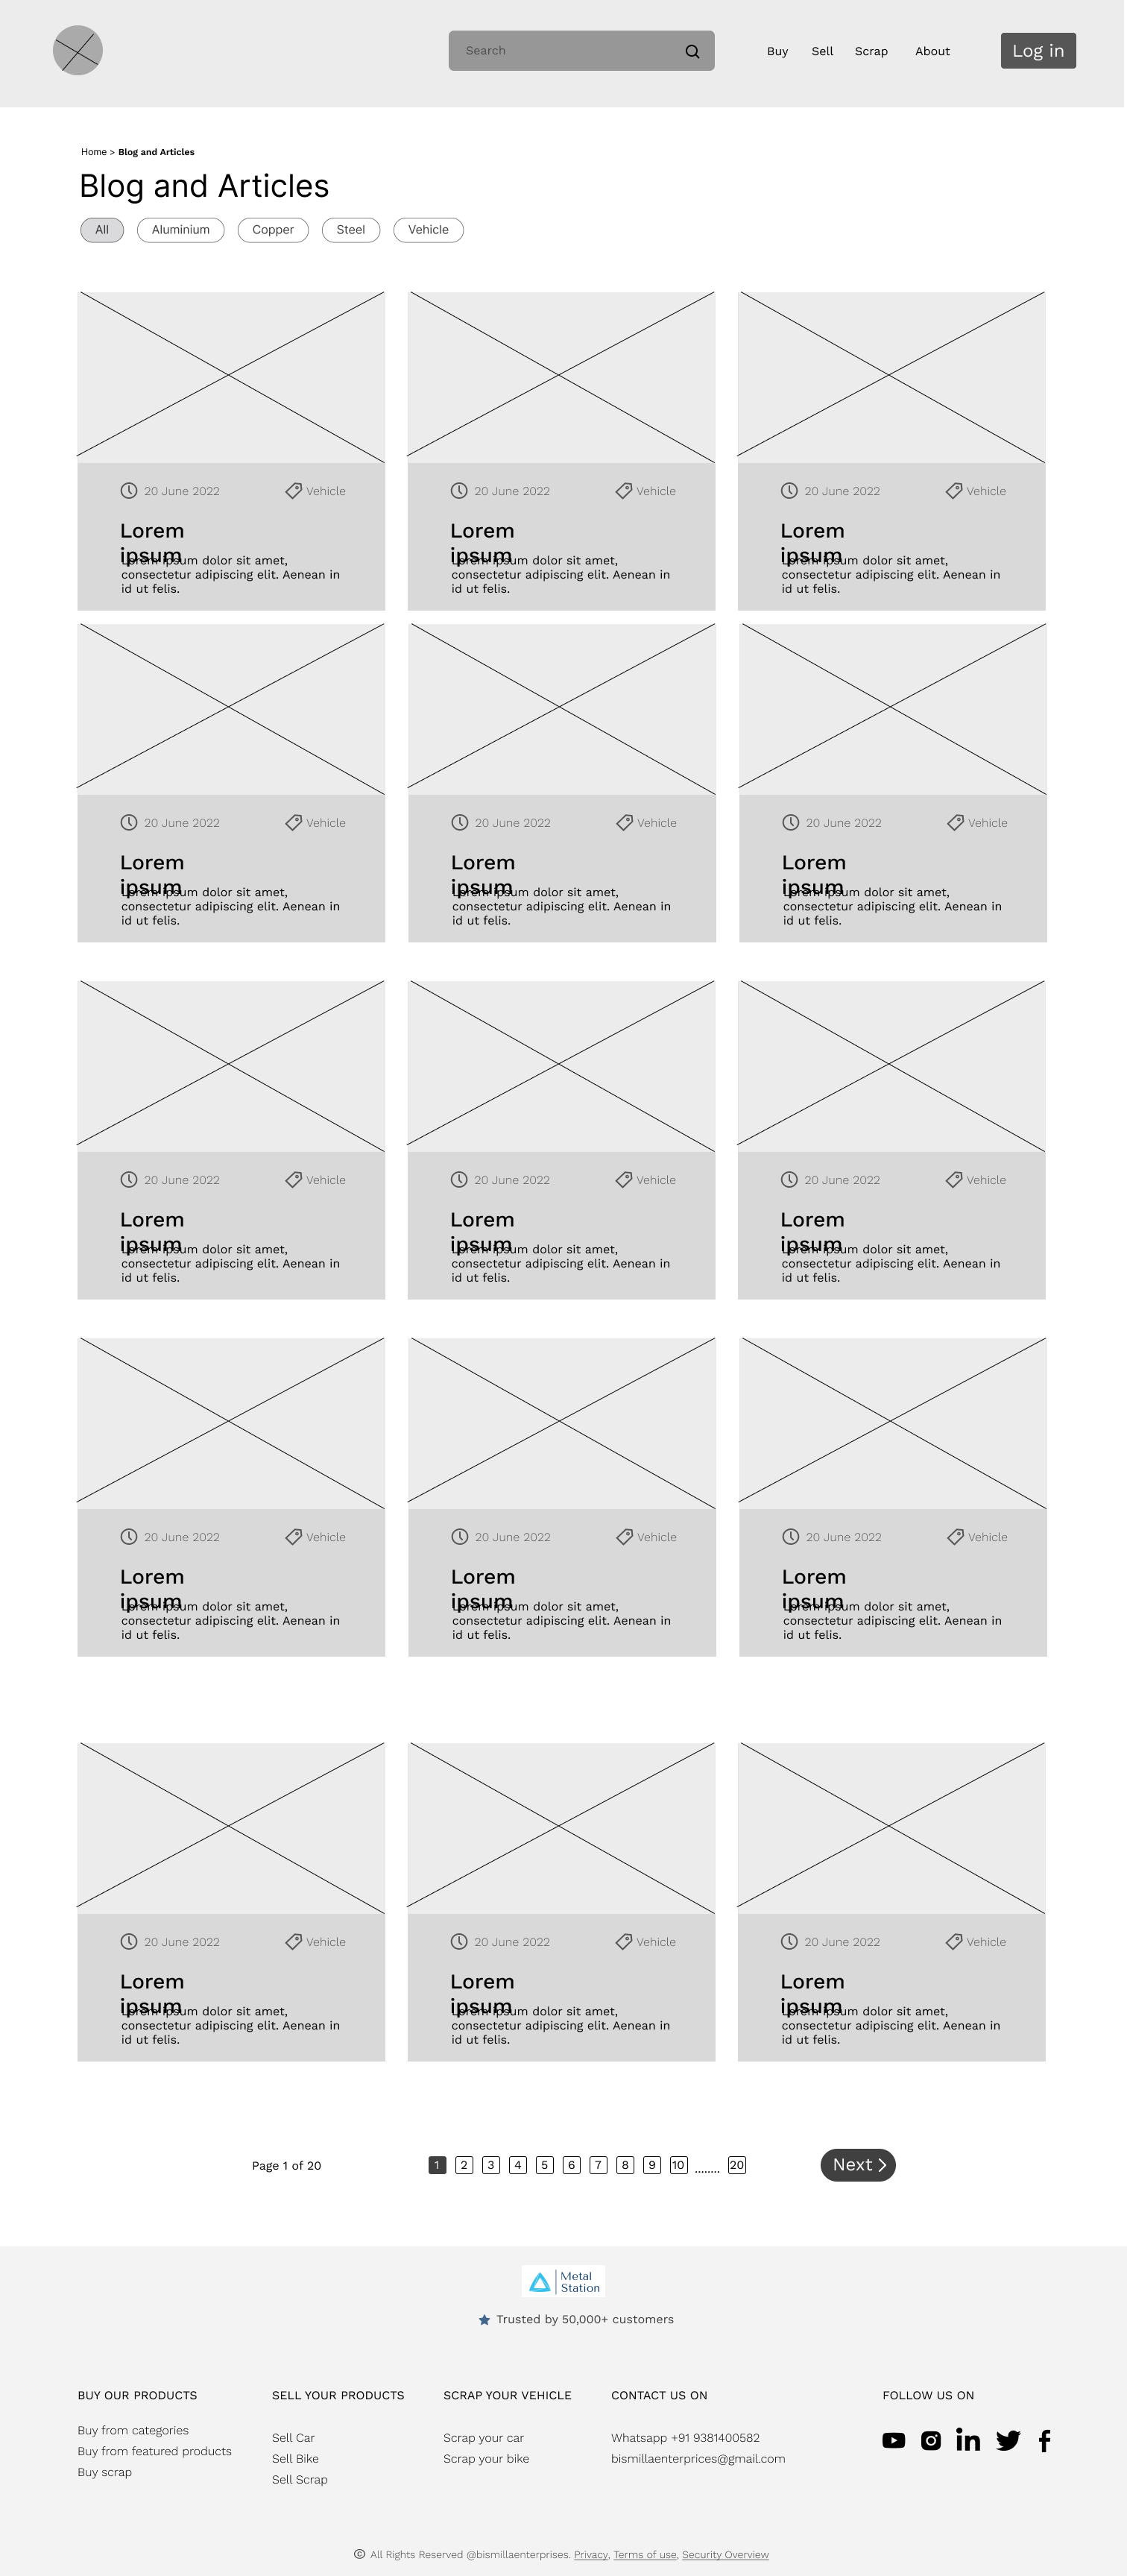 Search
Buy Sell Scrap About Log in
Home > Blog and Articles
Blog and Articles
All Aluminium Copper Steel Vehicle
20 June 2022 Vehicle
Lorem
ipsum
Lorem ipsum dolor sit amet,
consectetur adipiscing elit. Aenean in
id ut felis.
20 June 2022 Vehicle
Lorem
ipsum
Lorem ipsum dolor sit amet,
consectetur adipiscing elit. Aenean in
id ut felis.
20 June 2022 Vehicle
Lorem
ipsum
Lorem ipsum dolor sit amet,
consectetur adipiscing elit. Aenean in
id ut felis.
20 June 2022 Vehicle
Lorem
ipsum
Lorem ipsum dolor sit amet,
consectetur adipiscing elit. Aenean in
id ut felis.
20 June 2022 Vehicle
Lorem
ipsum
Lorem ipsum dolor sit amet,
consectetur adipiscing elit. Aenean in
id ut felis.
20 June 2022 Vehicle
Lorem
ipsum
Lorem ipsum dolor sit amet,
consectetur adipiscing elit. Aenean in
id ut felis.
20 June 2022 Vehicle
Lorem
ipsum
Lorem ipsum dolor sit amet,
consectetur adipiscing elit. Aenean in
id ut felis.
20 June 2022 Vehicle
Lorem
ipsum
Lorem ipsum dolor sit amet,
consectetur adipiscing elit. Aenean in
id ut felis.
20 June 2022 Vehicle
Lorem
ipsum
Lorem ipsum dolor sit amet,
consectetur adipiscing elit. Aenean in
id ut felis.
20 June 2022 Vehicle
Lorem
ipsum
Lorem ipsum dolor sit amet,
consectetur adipiscing elit. Aenean in
id ut felis.
20 June 2022 Vehicle
Lorem
ipsum
Lorem ipsum dolor sit amet,
consectetur adipiscing elit. Aenean in
id ut felis.
20 June 2022 Vehicle
Lorem
ipsum
Lorem ipsum dolor sit amet,
consectetur adipiscing elit. Aenean in
id ut felis.
20 June 2022 Vehicle
Lorem
ipsum
Lorem ipsum dolor sit amet,
consectetur adipiscing elit. Aenean in
id ut felis.
20 June 2022 Vehicle
Lorem
ipsum
Lorem ipsum dolor sit amet,
consectetur adipiscing elit. Aenean in
id ut felis.
20 June 2022 Vehicle
Lorem
ipsum
Lorem ipsum dolor sit amet,
consectetur adipiscing elit. Aenean in
id ut felis.
Page 1 of 20 1 2 3 4 5 6 7 8 9 10 ........ 20 Next >
Metal
Station
Trusted by 50,000+ customers
BUY OUR PRODUCTS
Buy from categories
Buy from featured products
Buy scrap
SELL YOUR PRODUCTS
Sell Car
Sell Bike
Sell Scrap
SCRAP YOUR VEHICLE
Scrap your car
Scrap your bike
CONTACT US ON
Whatsapp +91 9381400582
bismillaenterprices@gmail.com
FOLLOW US ON
© All Rights Reserved @bismillaenterprises. Privacy, Terms of use, Security Overview